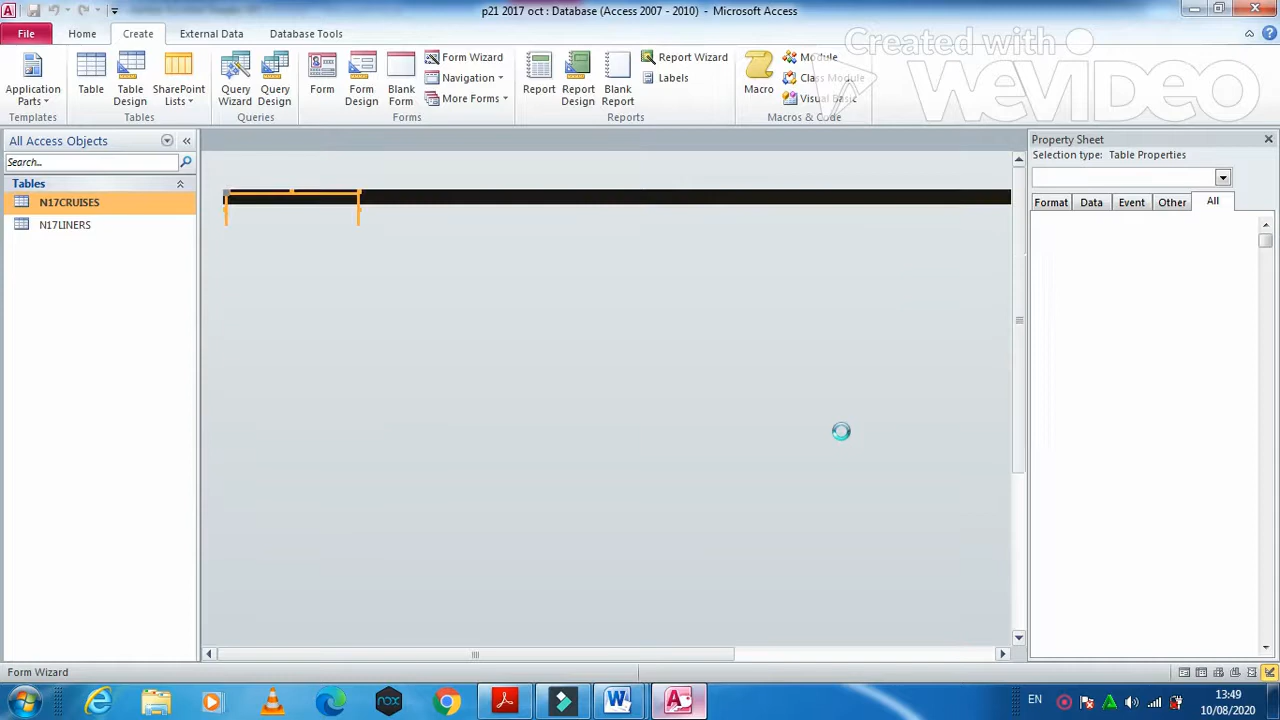 p21 2017 oct : Database (Access 2007 - 2010) - Microsoft Access
File Home Create External Data Database Tools
Created with
WEVIDEO
Application Parts
Table
Table Design
SharePoint Lists
Query Wizard
Query Design
Form
Form Design
Blank Form
Form Wizard
Navigation
More Forms
Report
Report Design
Blank Report
Report Wizard
Labels
Macro
Module
Class Module
Visual Basic
Templates Tables Queries Forms Reports Macros & Code
All Access Objects
Search...
Tables
N17CRUISES
N17LINERS
Property Sheet
Selection type: Table Properties
Format Data Event Other All
Form Wizard
nox
EN
13:49
10/08/2020